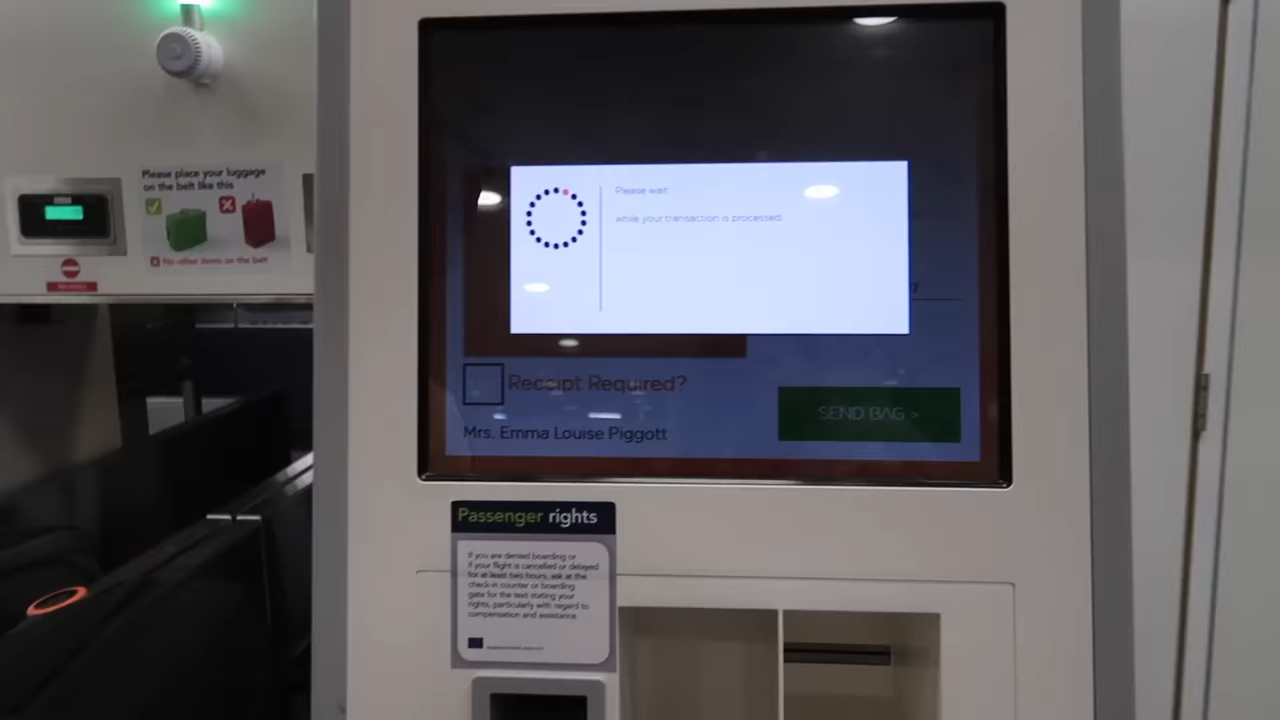 Please place your luggage
on the belt like this
No other items on the belt
Please wait
while your transaction is processed.
Receipt Required?
SEND BAG >
Mrs. Emma Louise Piggott
Passenger rights
If you are denied boarding or
if your flight is cancelled or delayed
for at least two hours, ask at the
check-in counter or boarding
gate for the text stating your
rights, particularly with regard to
compensation and assistance.